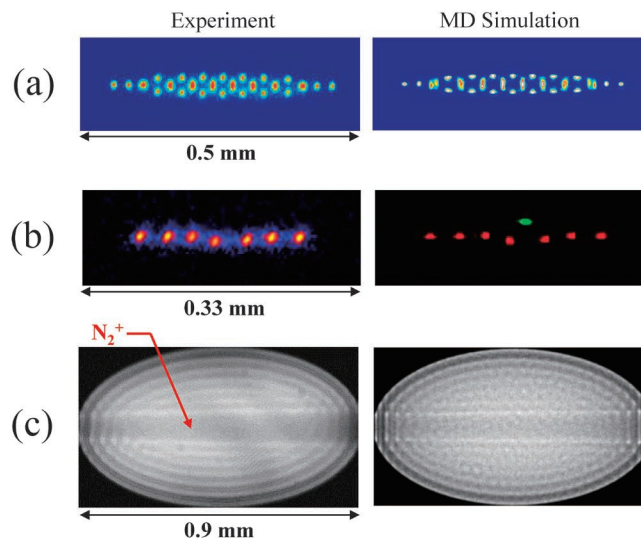 Experiment
MD Simulation
(a)
0.5 mm
(b)
0.33 mm
N₂⁺
(c)
0.9 mm